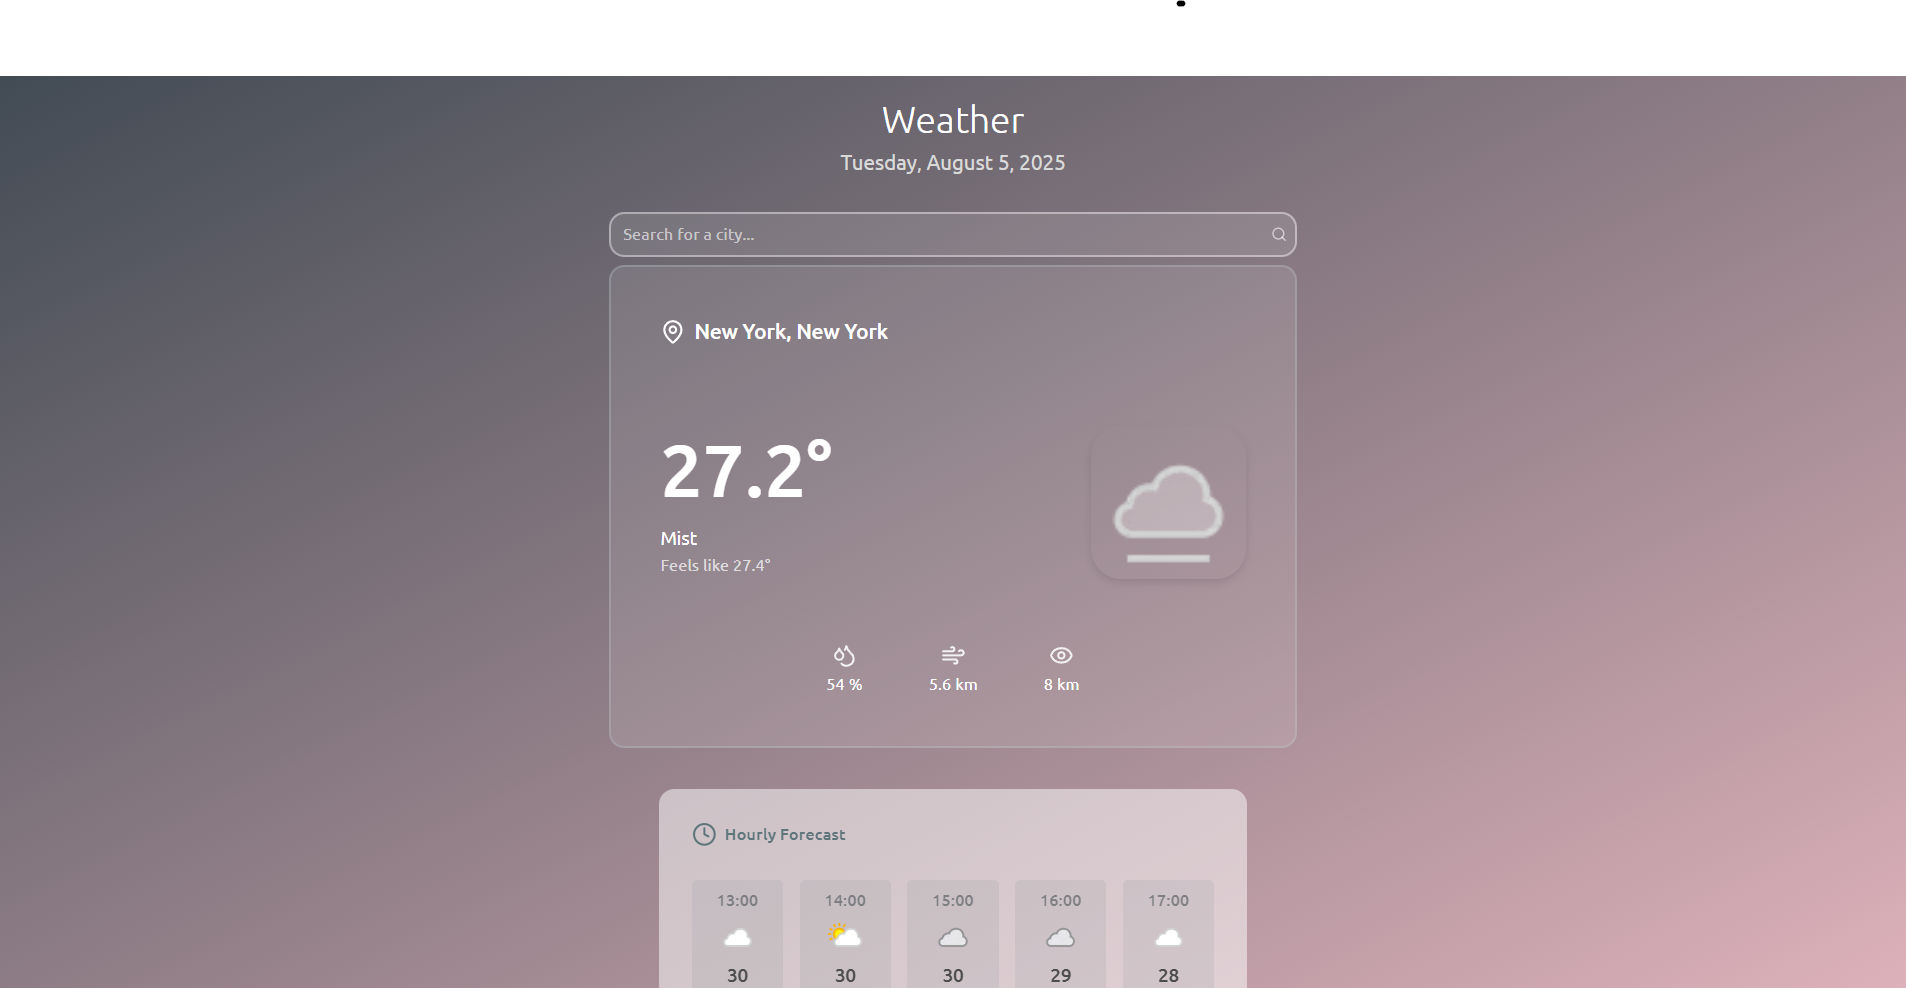 Weather
Tuesday, August 5, 2025
Search for a city...
New York, New York
27.2°
Mist
Feels like 27.4°
54 % 5.6 km 8 km
Hourly Forecast
13:00 14:00 15:00 16:00 17:00
30 30 30 29 28